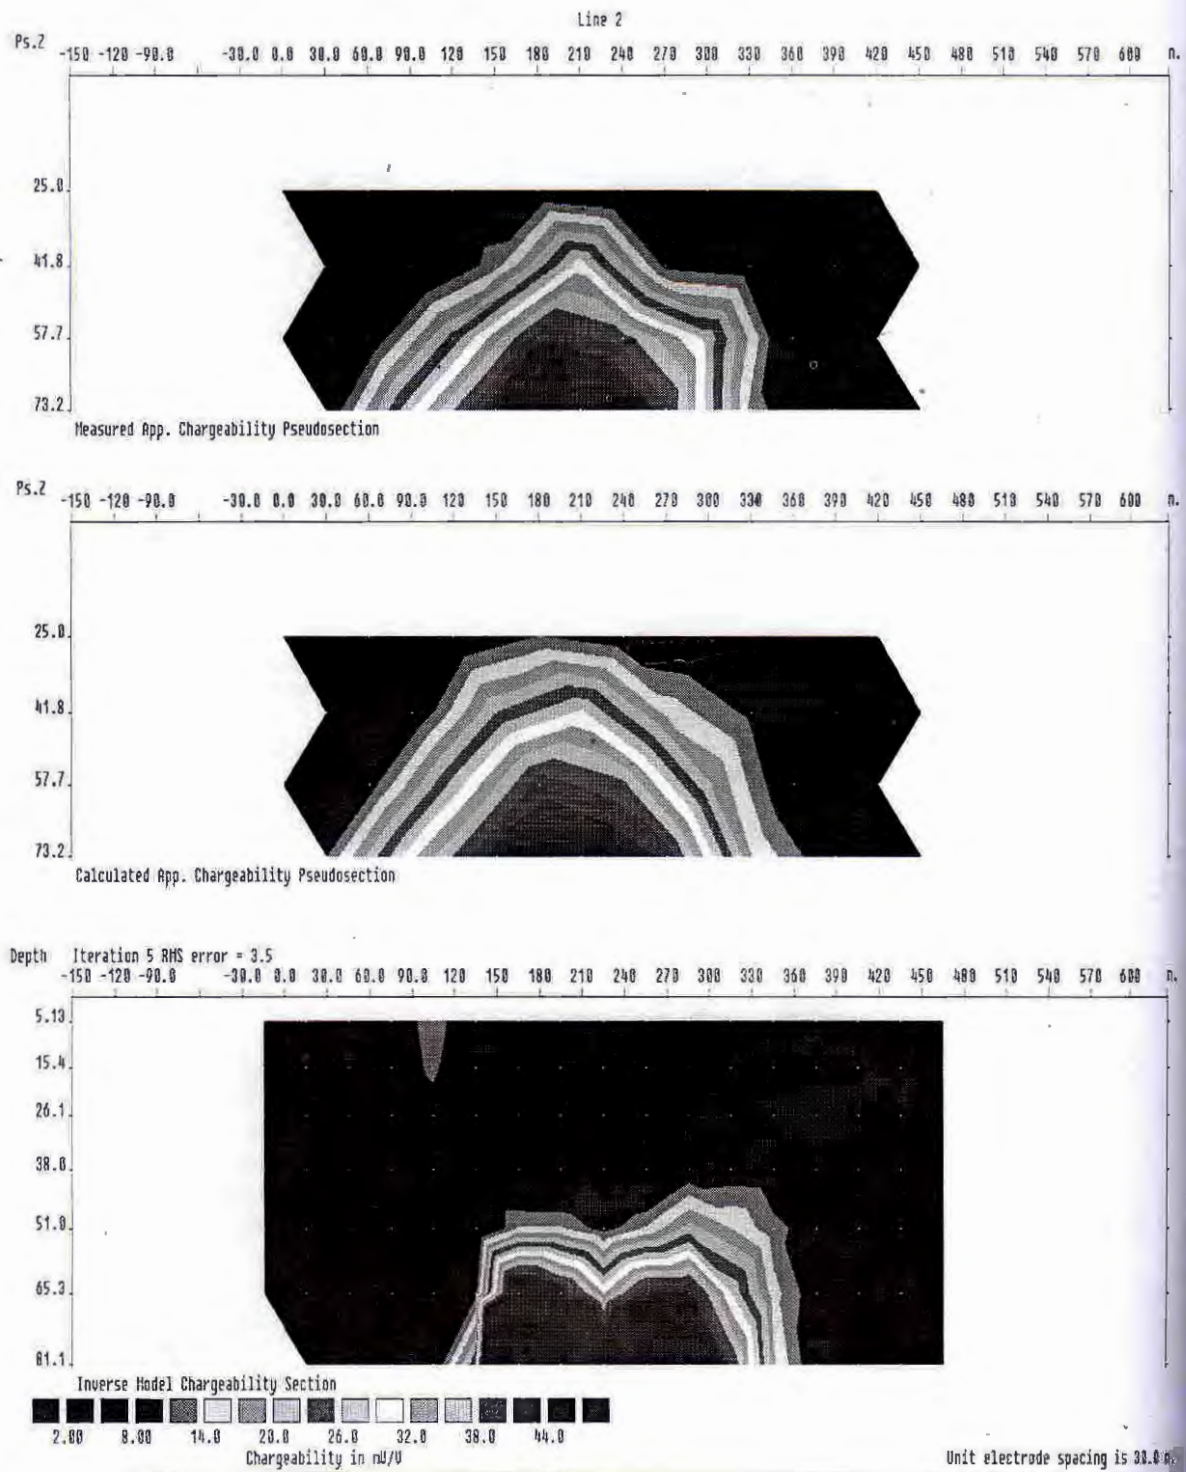 Line 2
Ps.Z -150 -120 -90.0 -30.0 0.0 30.0 60.0 90.0 120 150 180 210 240 270 300 330 360 390 420 450 480 510 540 570 600 m.
25.0
41.8
57.7
73.2
Measured App. Chargeability Pseudosection
Ps.Z -150 -120 -90.0 -30.0 0.0 30.0 60.0 90.0 120 150 180 210 240 270 300 330 360 390 420 450 480 510 540 570 600 m.
25.0
41.8
57.7
73.2
Calculated App. Chargeability Pseudosection
Depth Iteration 5 RMS error = 3.5
-150 -120 -90.0 -30.0 0.0 30.0 60.0 90.0 120 150 180 210 240 270 300 330 360 390 420 450 480 510 540 570 600 m.
5.13
15.4
26.1
38.0
51.0
65.3
81.1
Inverse Model Chargeability Section
2.00 8.00 14.0 20.0 26.0 32.0 38.0 44.0
Chargeability in mV/V
Unit electrode spacing is 30.0 m.